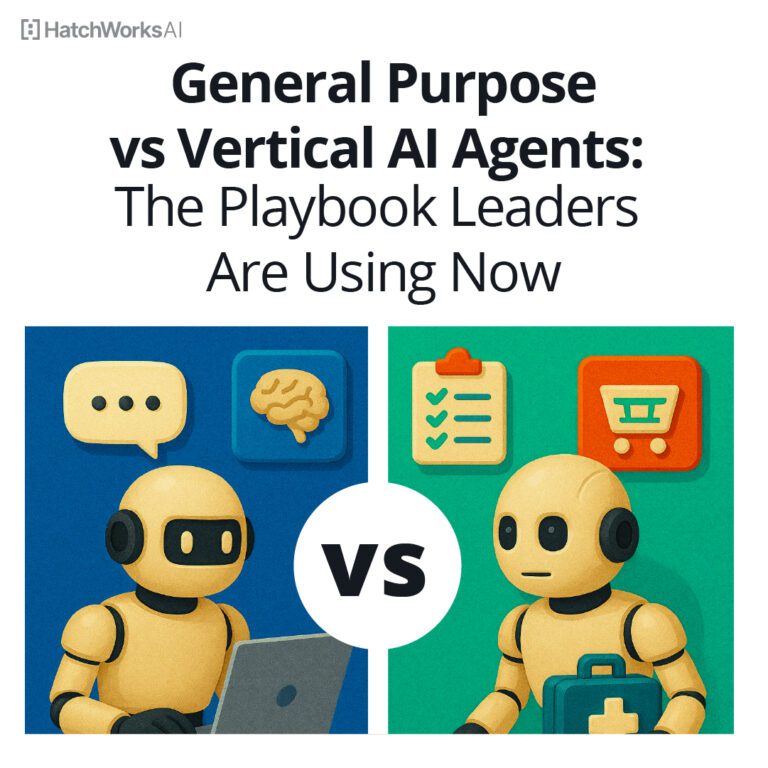 HatchWorksAI
General Purpose
vs Vertical AI Agents:
The Playbook Leaders
Are Using Now
vs